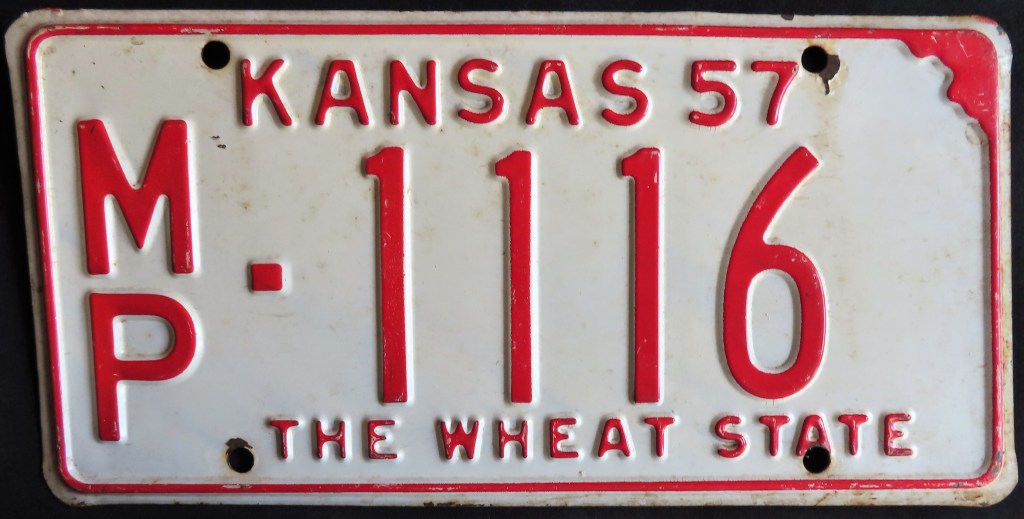 KANSAS 57
MP·1116
THE WHEAT STATE